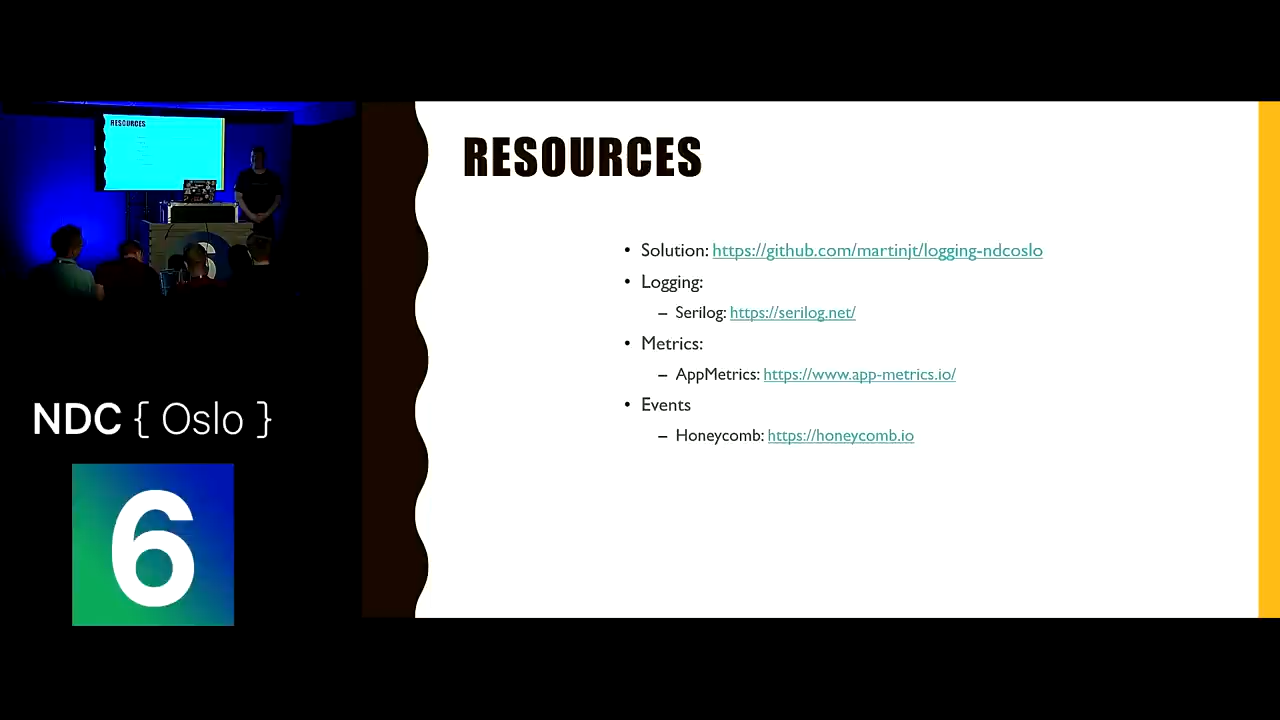 RESOURCES
RESOURCES
• Solution: https://github.com/martinjt/logging-ndcoslo
• Logging:
– Serilog: https://serilog.net/
• Metrics:
– AppMetrics: https://www.app-metrics.io/
• Events
– Honeycomb: https://honeycomb.io
NDC { Oslo }
6